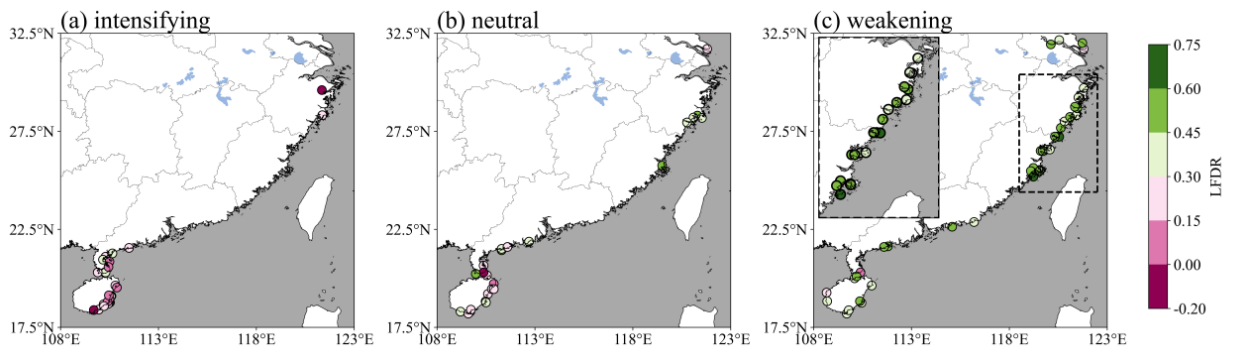 (a) intensifying
(b) neutral
(c) weakening
32.5°N
27.5°N
22.5°N
17.5°N
108°E
113°E
118°E
123°E
32.5°N
27.5°N
22.5°N
17.5°N
108°E
113°E
118°E
123°E
32.5°N
27.5°N
22.5°N
17.5°N
108°E
113°E
118°E
123°E
0.75
0.60
0.45
0.30
0.15
0.00
-0.20
LFDR